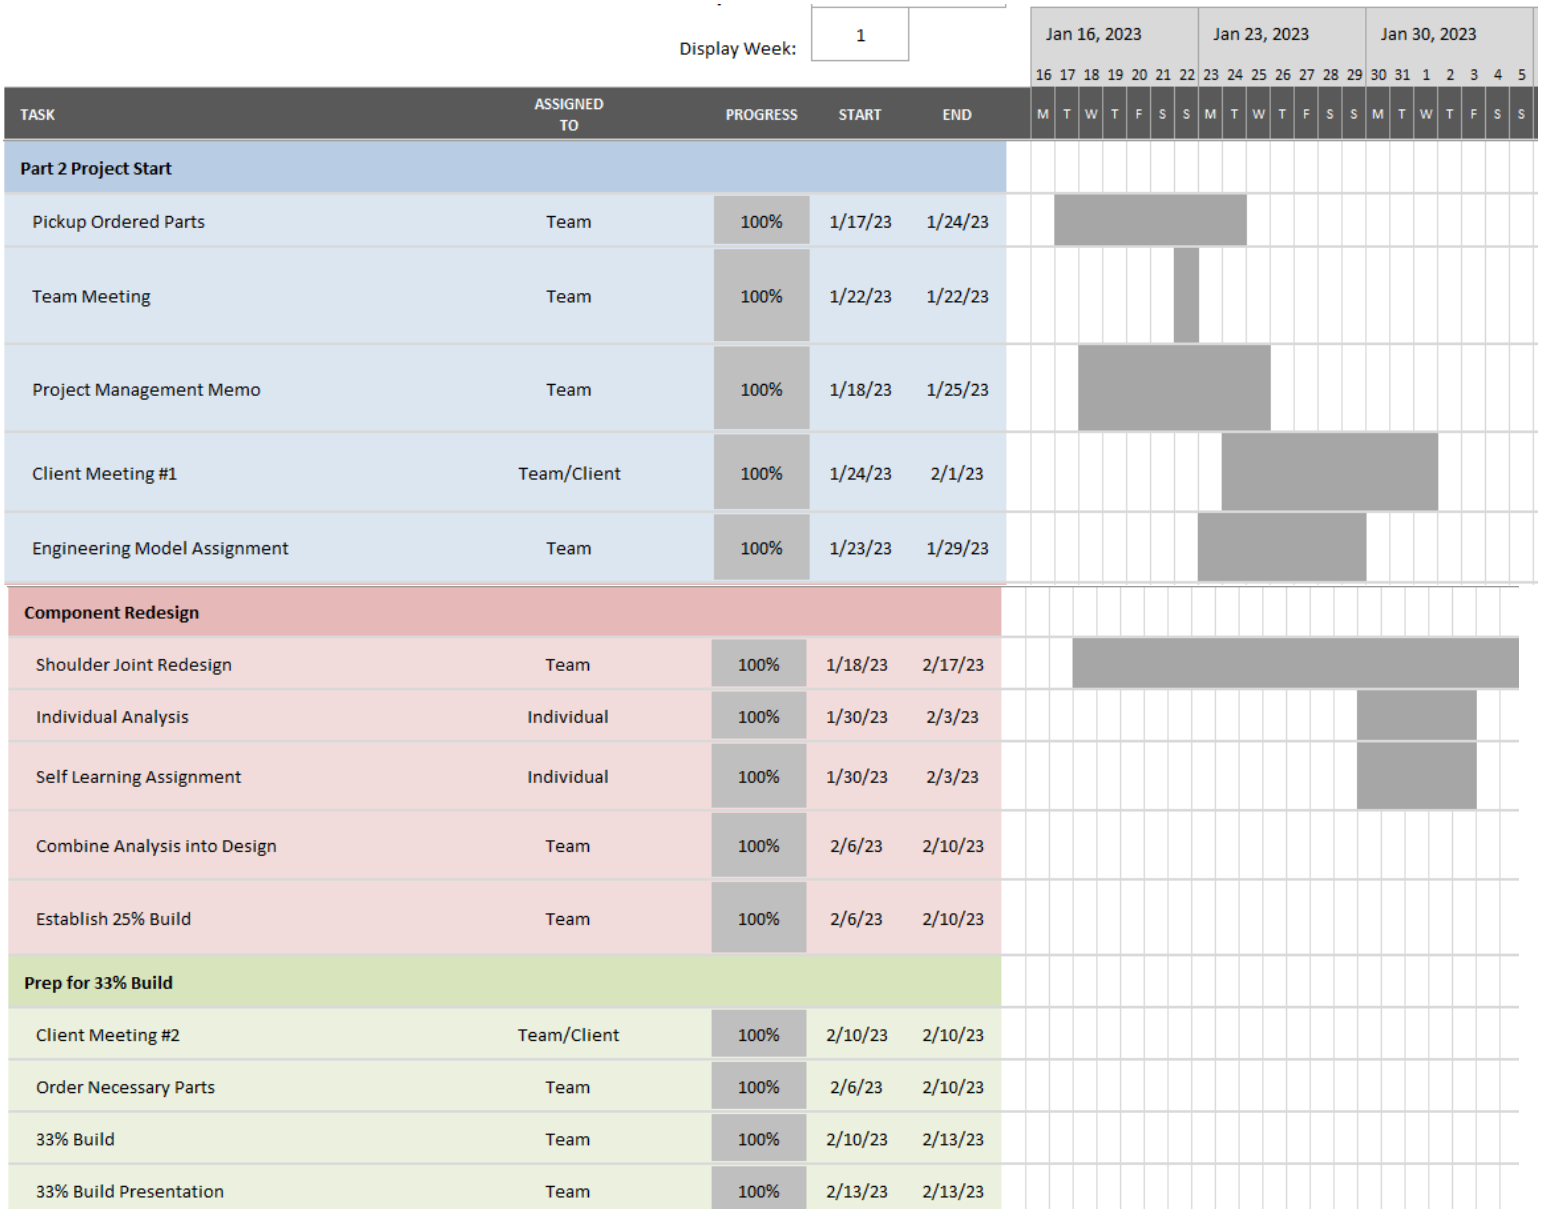 Display Week: 1
Jan 16, 2023 Jan 23, 2023 Jan 30, 2023
16 17 18 19 20 21 22 23 24 25 26 27 28 29 30 31 1 2 3 4 5
TASK ASSIGNED TO PROGRESS START END M T W T F S S M T W T F S S M T W T F S S
Part 2 Project Start
Pickup Ordered Parts Team 100% 1/17/23 1/24/23
Team Meeting Team 100% 1/22/23 1/22/23
Project Management Memo Team 100% 1/18/23 1/25/23
Client Meeting #1 Team/Client 100% 1/24/23 2/1/23
Engineering Model Assignment Team 100% 1/23/23 1/29/23
Component Redesign
Shoulder Joint Redesign Team 100% 1/18/23 2/17/23
Individual Analysis Individual 100% 1/30/23 2/3/23
Self Learning Assignment Individual 100% 1/30/23 2/3/23
Combine Analysis into Design Team 100% 2/6/23 2/10/23
Establish 25% Build Team 100% 2/6/23 2/10/23
Prep for 33% Build
Client Meeting #2 Team/Client 100% 2/10/23 2/10/23
Order Necessary Parts Team 100% 2/6/23 2/10/23
33% Build Team 100% 2/10/23 2/13/23
33% Build Presentation Team 100% 2/13/23 2/13/23